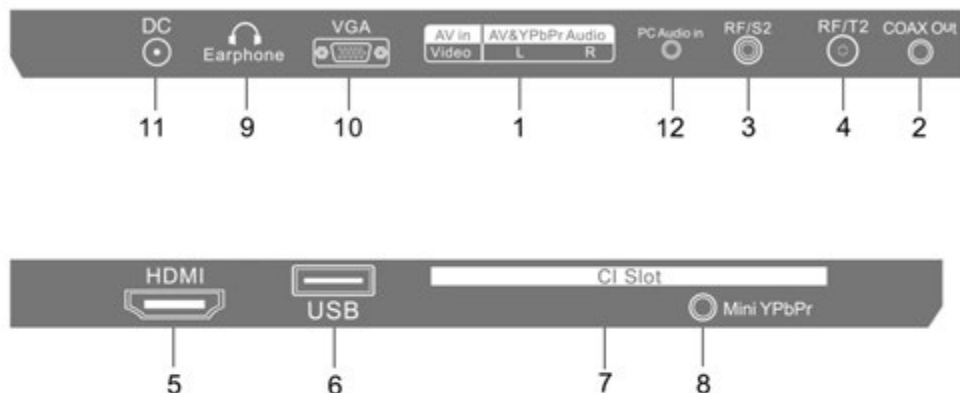 DC
Earphone
VGA
AV in AV&YPbPr Audio
Video L R
PC Audio in
RF/S2
RF/T2
COAX Out
11 9 10 1 12 3 4 2
HDMI
USB
CI Slot
Mini YPbPr
5 6 7 8